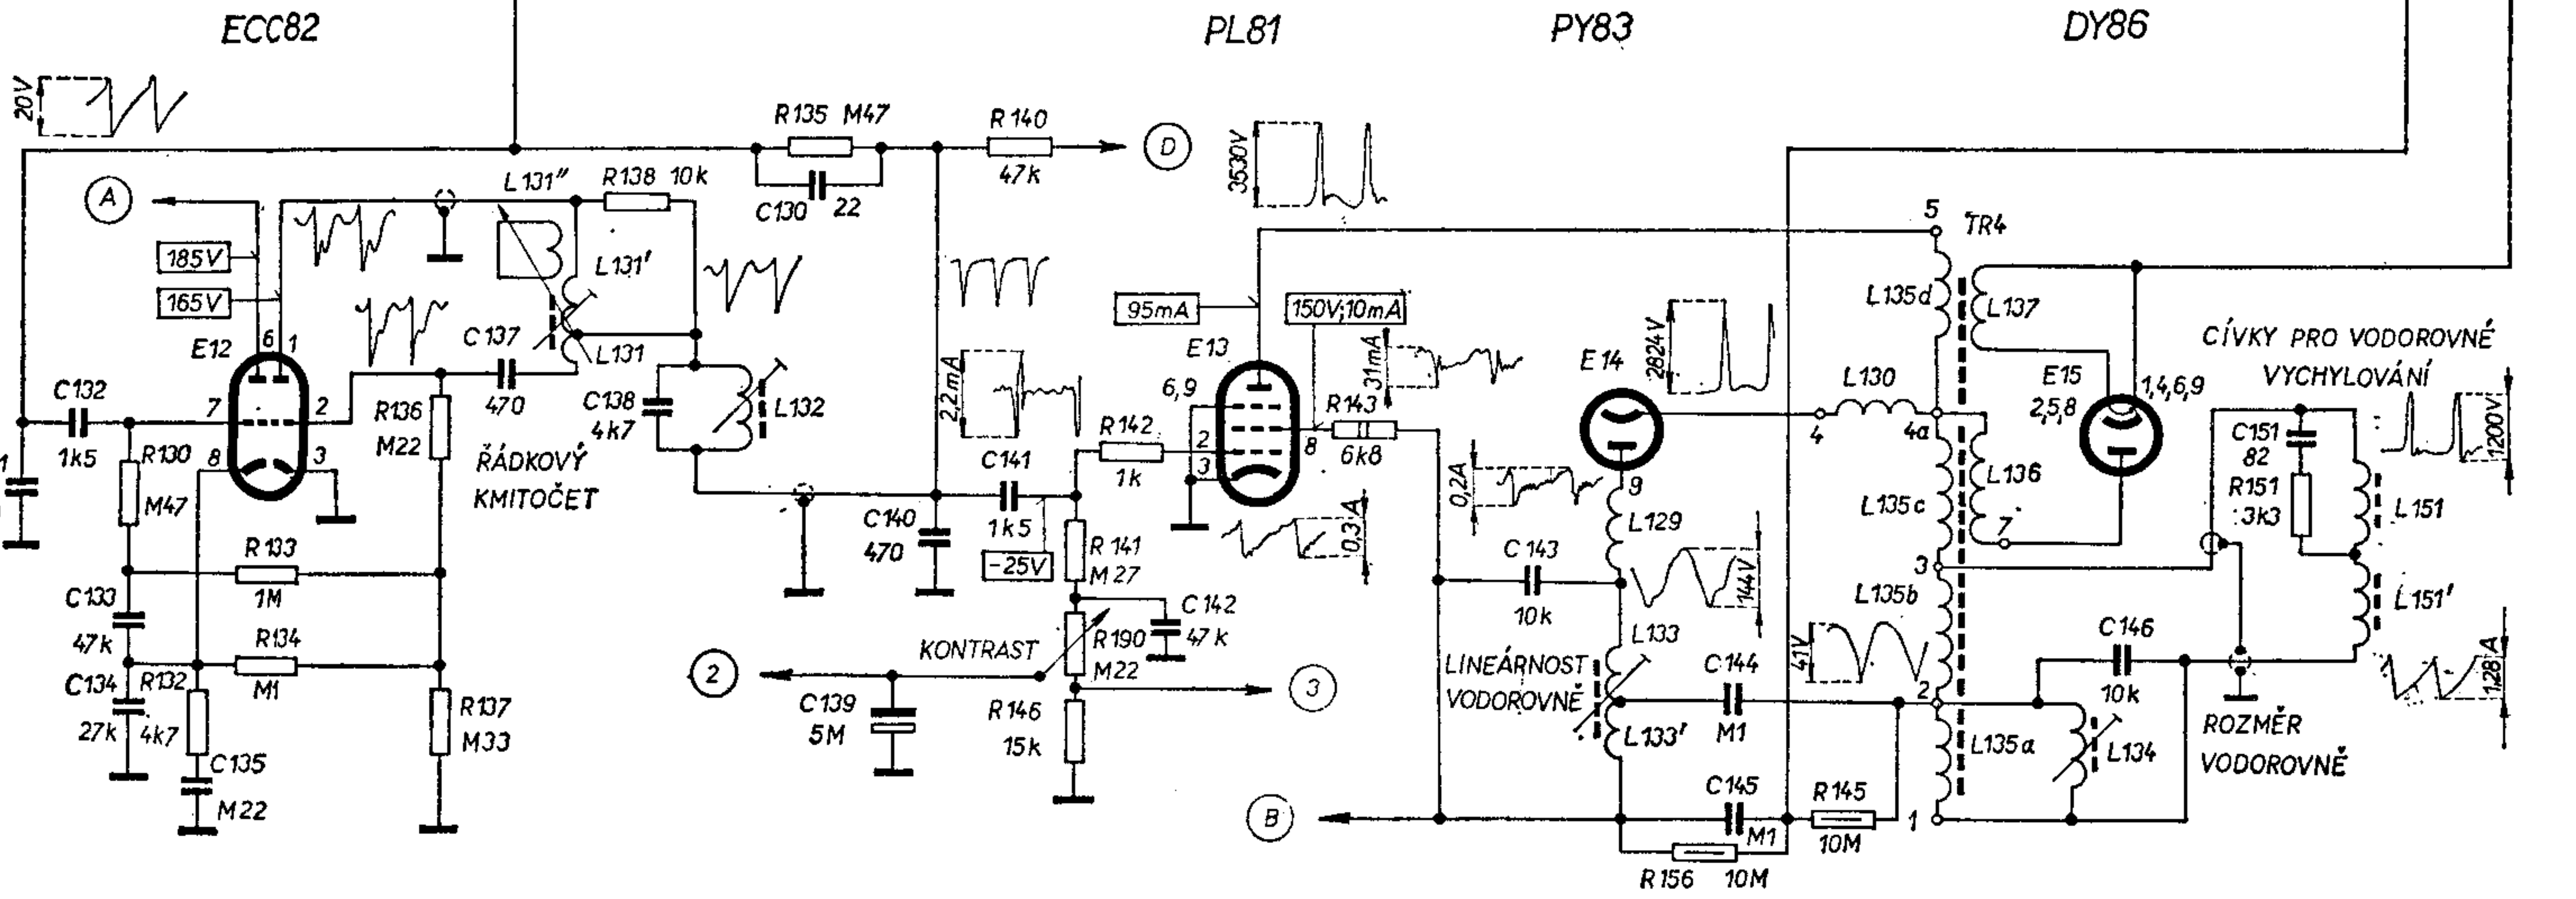 ECC82
PL81
PY83
DY86
20V
R135 M47
C130 22
R140
47k
D
3530V
A
L131"
R138 10k
185V
165V
6 1
L131'
L131
E12
C137
470
C132
1k5
7
2
8
3
R136
M22
R130
M47
ŘÁDKOVÝ
KMITOČET
C138
4k7
L132
R133
1M
C133
47k
R134
M1
C134
27k
R132
4k7
C135
M22
R137
M33
2,2mA
C141
1k5
-25V
C140
470
R142
1k
R141
M27
C142
47k
KONTRAST
R190
M22
2
3
C139
5M
R146
15k
95mA
150V;10mA
E13
6,9
2
3
8
R143
6k8
31mA
0,3A
0,2A
E14
2824V
9
L129
C143
10k
144V
L133
LINEÁRNOST
VODOROVNĚ
L133'
C144
M1
C145
M1
B
R145
10M
R156 10M
5
TR4
L135d
L137
L130
4
4a
L136
L135c
7
3
L135b
41V
2
L135a
1
L134
E15
2,5,8
1,4,6,9
CÍVKY PRO VODOROVNÉ
VYCHYLOVÁNÍ
C151
82
R151
3k3
L151
L151'
1200V
C146
10k
1,28A
ROZMĚR
VODOROVNĚ